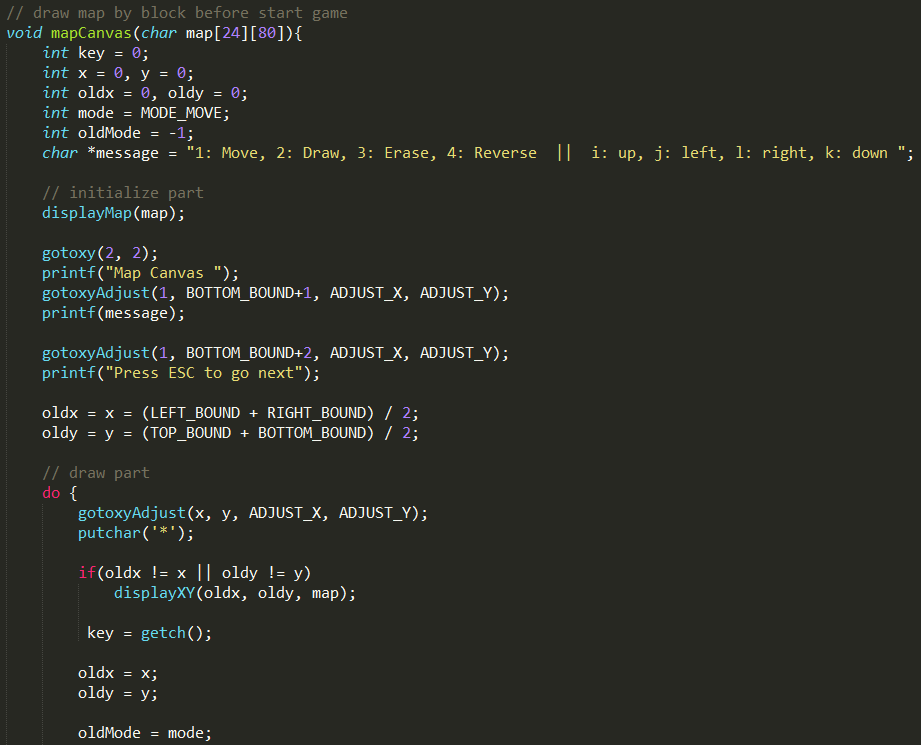 // draw map by block before start game
void mapCanvas(char map[24][80]){
    int key = 0;
    int x = 0, y = 0;
    int oldx = 0, oldy = 0;
    int mode = MODE_MOVE;
    int oldMode = -1;
    char *message = "1: Move, 2: Draw, 3: Erase, 4: Reverse  ||  i: up, j: left, l: right, k: down ";
    // initialize part
    displayMap(map);
    gotoxy(2, 2);
    printf("Map Canvas ");
    gotoxyAdjust(1, BOTTOM_BOUND+1, ADJUST_X, ADJUST_Y);
    printf(message);
    gotoxyAdjust(1, BOTTOM_BOUND+2, ADJUST_X, ADJUST_Y);
    printf("Press ESC to go next");
    oldx = x = (LEFT_BOUND + RIGHT_BOUND) / 2;
    oldy = y = (TOP_BOUND + BOTTOM_BOUND) / 2;
    // draw part
    do {
        gotoxyAdjust(x, y, ADJUST_X, ADJUST_Y);
        putchar('*');
        if(oldx != x || oldy != y)
            displayXY(oldx, oldy, map);
         key = getch();
        oldx = x;
        oldy = y;
        oldMode = mode;